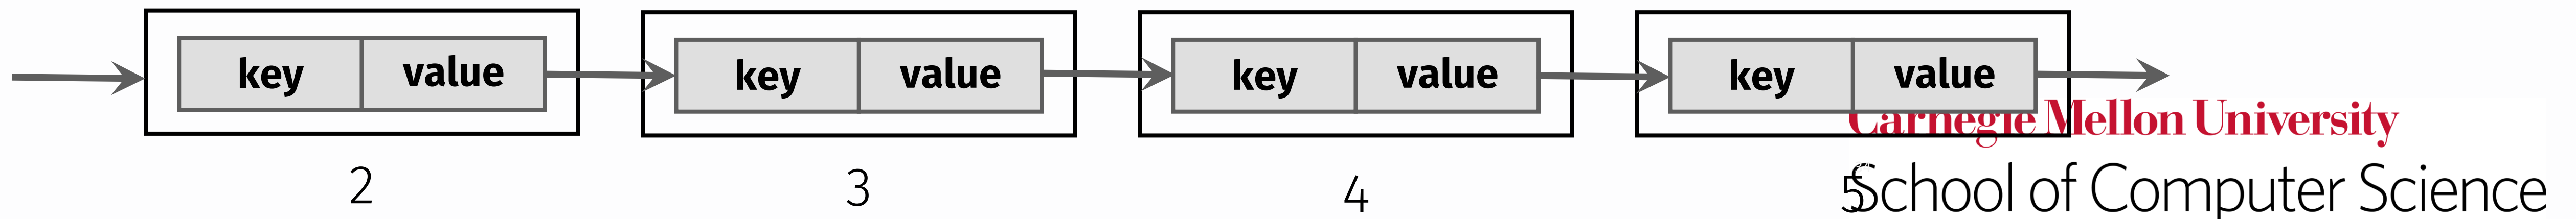 key value key value key value key value
Carnegie Mellon University
2 3 4 5
School of Computer Science